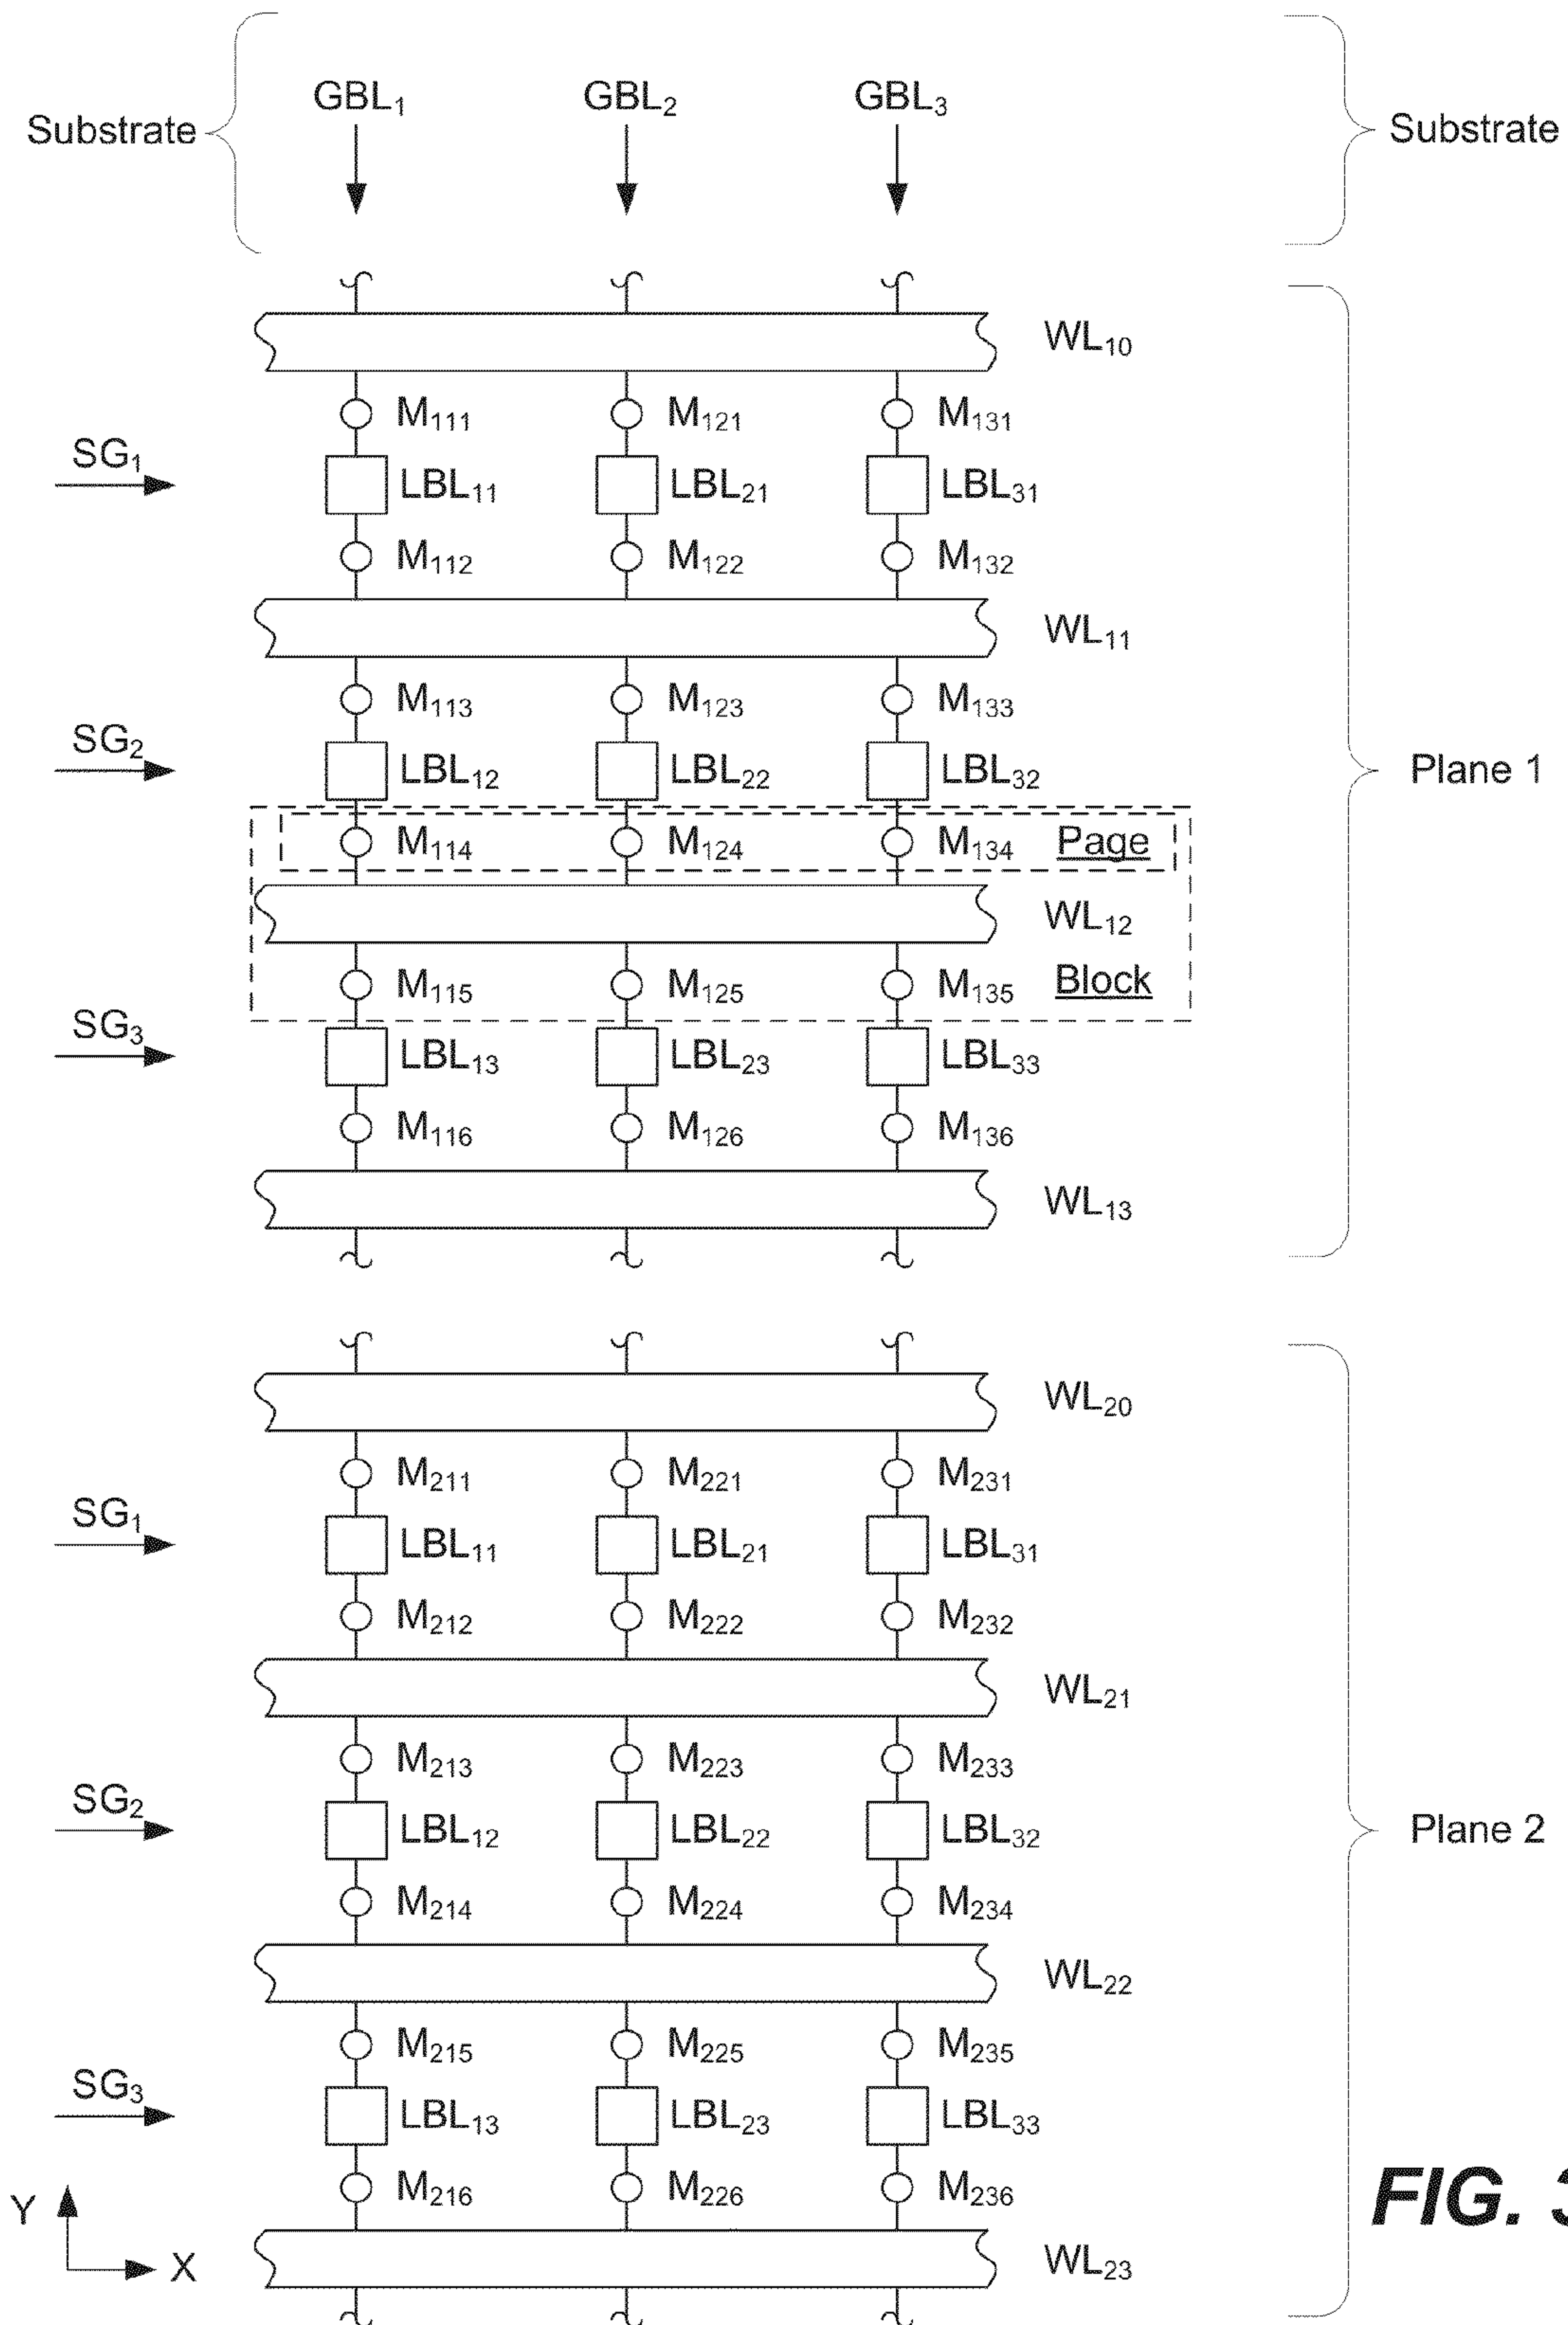 GBL1 GBL2 GBL3
Substrate Substrate
WL10
M111 M121 M131
SG1 LBL11 LBL21 LBL31
M112 M122 M132
WL11
M113 M123 M133
SG2 LBL12 LBL22 LBL32 Plane 1
M114 M124 M134 Page
WL12
M115 M125 M135 Block
SG3 LBL13 LBL23 LBL33
M116 M126 M136
WL13
WL20
M211 M221 M231
SG1 LBL11 LBL21 LBL31
M212 M222 M232
WL21
M213 M223 M233
SG2 LBL12 LBL22 LBL32 Plane 2
M214 M224 M234
WL22
M215 M225 M235
SG3 LBL13 LBL23 LBL33
M216 M226 M236 FIG. 3
Y
X WL23